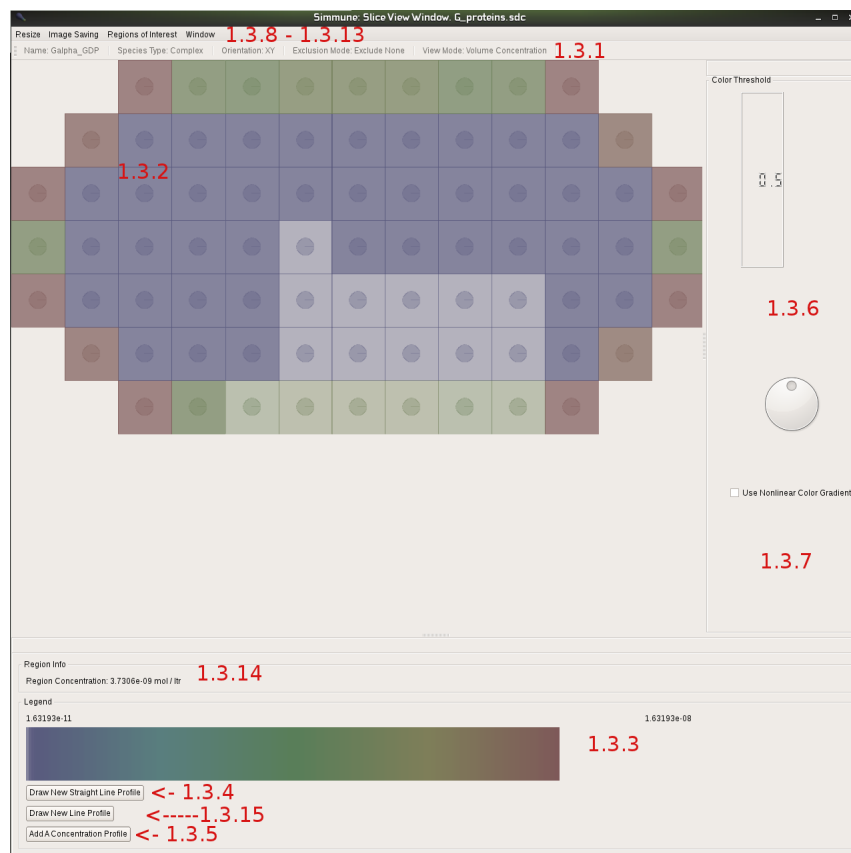 Simmune: Slice View Window. G_proteins.sdc
Resize Image Saving Regions of Interest Window 1.3.8 - 1.3.13
Name: Galpha_GDP Species Type: Complex Orientation: XY Exclusion Mode: Exclude None View Mode: Volume Concentration 1.3.1
Color Threshold
1.3.2
0.5
1.3.6
Use Nonlinear Color Gradient
1.3.7
Region Info
Region Concentration: 3.7306e-09 mol / ltr 1.3.14
Legend
1.63193e-11 1.63193e-08
1.3.3
Draw New Straight Line Profile <- 1.3.4
Draw New Line Profile <-----1.3.15
Add A Concentration Profile <- 1.3.5